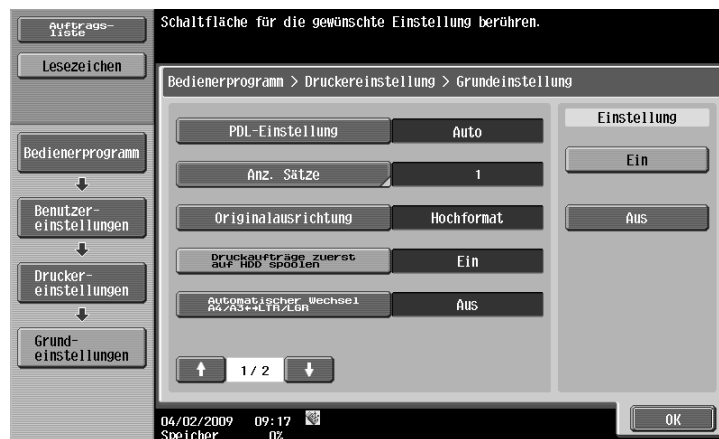 Auftrags-
liste
Lesezeichen
Schaltfläche für die gewünschte Einstellung berühren.
Bedienerprogramm > Druckereinstellung > Grundeinstellung
Bedienerprogramm
Benutzer-
einstellungen
Drucker-
einstellungen
Grund-
einstellungen
PDL-Einstellung
Auto
Anz. Sätze
1
Originalausrichtung
Hochformat
Druckaufträge zuerst
auf HDD spoolen
Ein
Automatischer Wechsel
A4/A3↔LTR/LGR
Aus
1/ 2
Einstellung
Ein
Aus
04/02/2009 09:17
Speicher 0%
OK